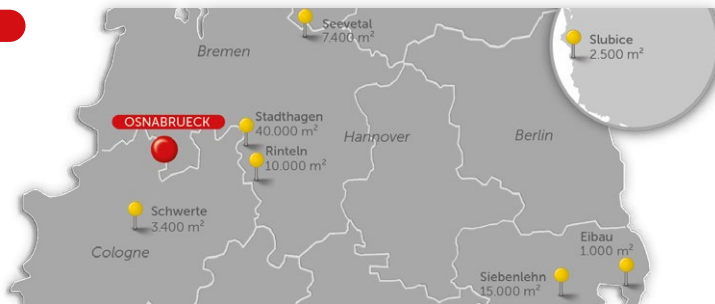 Seevetal
7.400 m²
Bremen
Slubice
2.500 m²
OSNABRUECK
Stadthagen
40.000 m²
Hannover
Berlin
Rinteln
10.000 m²
Schwerte
3.400 m²
Cologne
Eibau
1.000 m²
Siebenlehn
15.000 m²